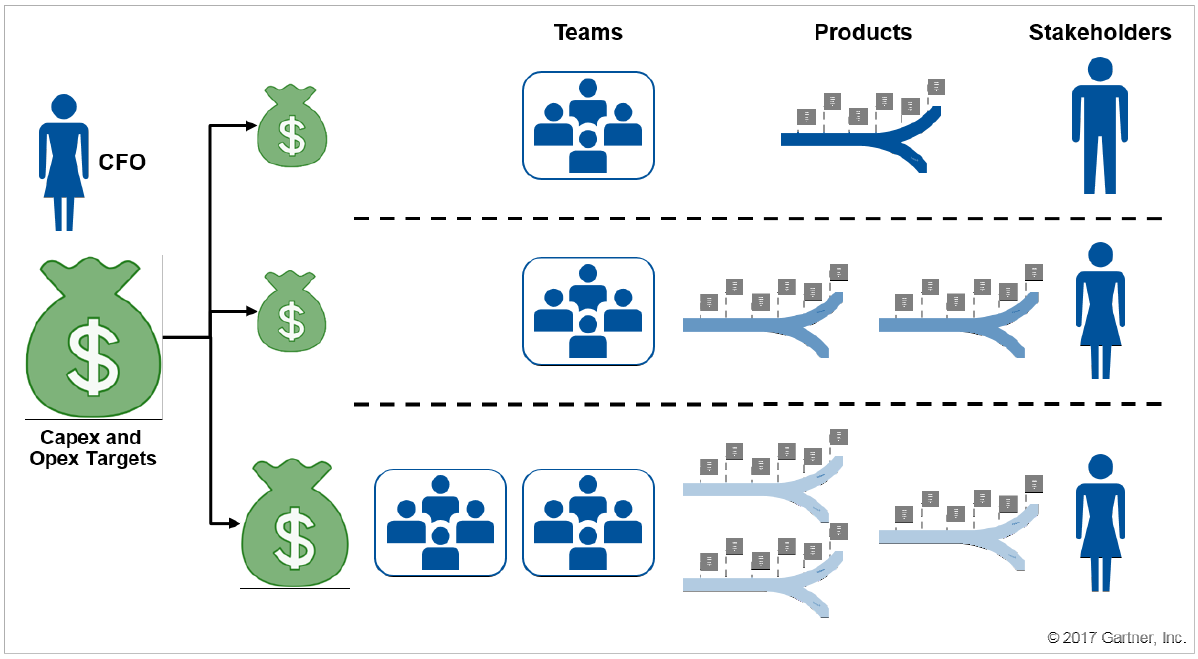 Teams
Products
Stakeholders
CFO
$
$
$
$
Capex and
Opex Targets
© 2017 Gartner, Inc.